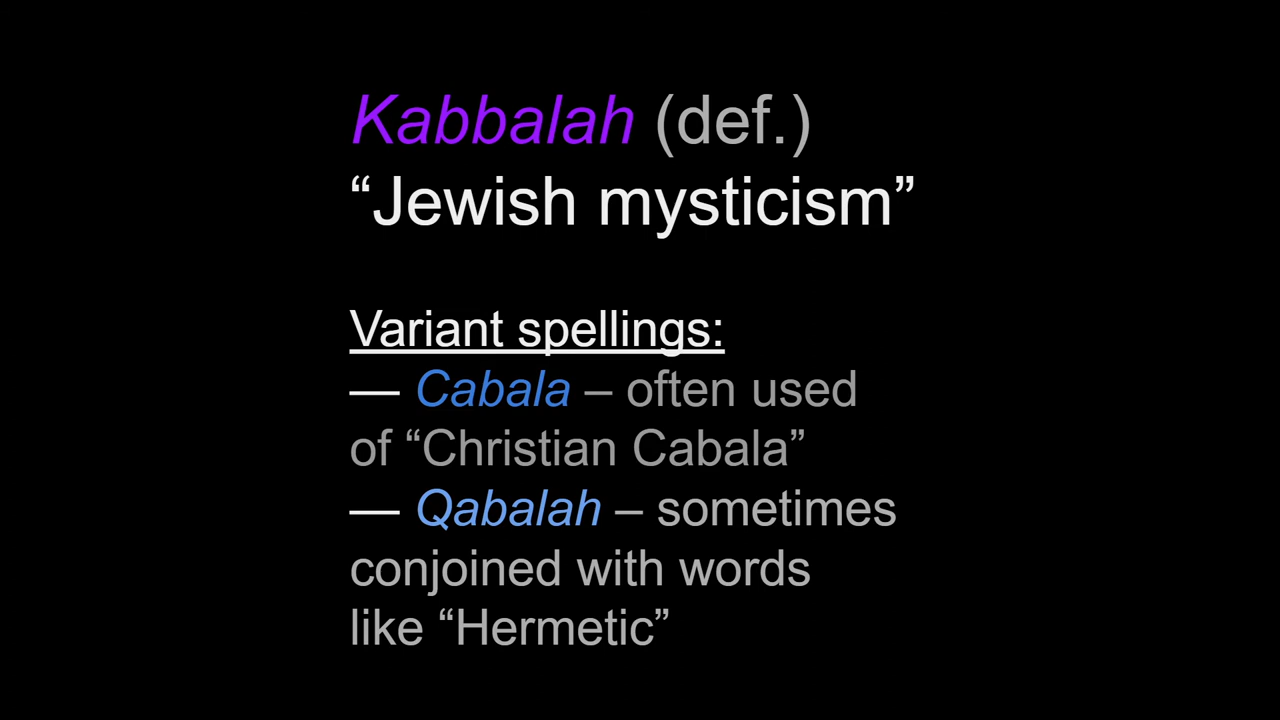 Kabbalah (def.)
“Jewish mysticism”
Variant spellings:
— Cabala – often used
of “Christian Cabala”
— Qabalah – sometimes
conjoined with words
like “Hermetic”